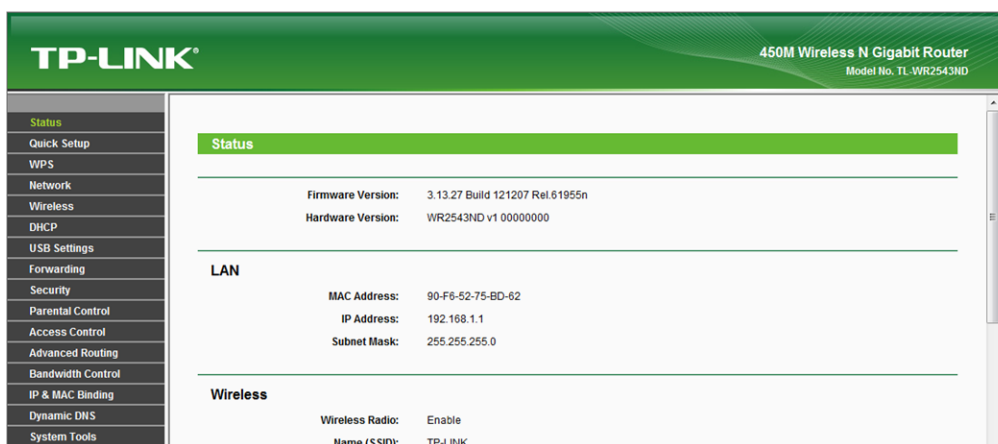 TP-LINK®
450M Wireless N Gigabit Router
Model No. TL-WR2543ND
Status
Quick Setup
WPS
Network
Wireless
DHCP
USB Settings
Forwarding
Security
Parental Control
Access Control
Advanced Routing
Bandwidth Control
IP & MAC Binding
Dynamic DNS
System Tools
Status
Firmware Version: 3.13.27 Build 121207 Rel.61955n
Hardware Version: WR2543ND v1 00000000
LAN
MAC Address: 90-F6-52-75-BD-62
IP Address: 192.168.1.1
Subnet Mask: 255.255.255.0
Wireless
Wireless Radio: Enable
Name (SSID): TP-LINK